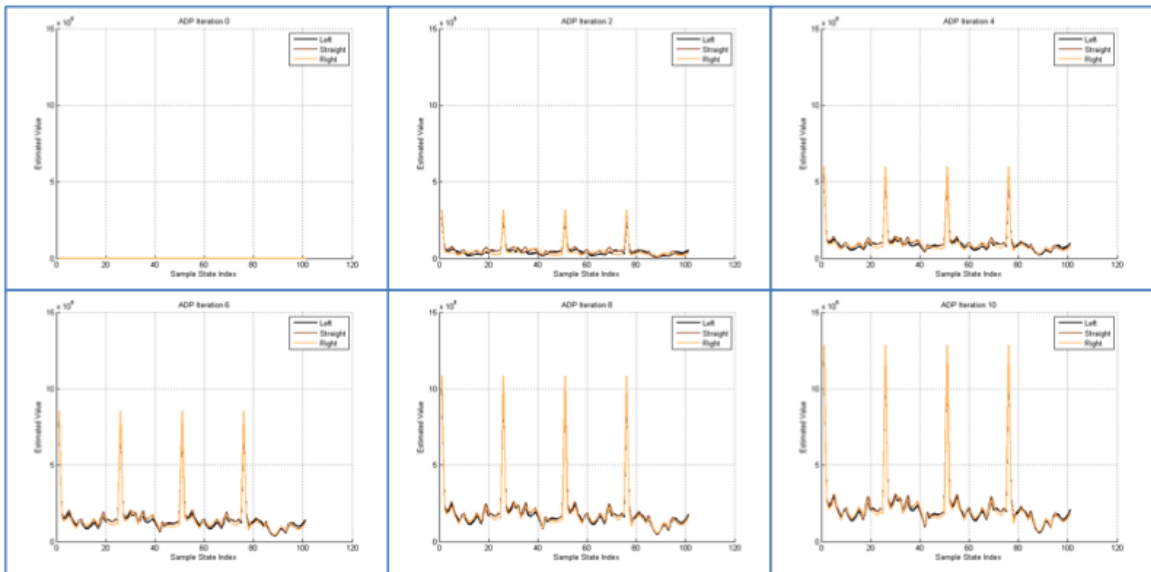 ADP Iteration 0
x 10^8
15
10
5
0
Estimated Value
0 20 40 60 80 100 120
Sample State Index
Left
Straight
Right
ADP Iteration 2
x 10^8
15
10
5
0
Estimated Value
0 20 40 60 80 100 120
Sample State Index
Left
Straight
Right
ADP Iteration 4
x 10^8
15
10
5
0
Estimated Value
0 20 40 60 80 100 120
Sample State Index
Left
Straight
Right
ADP Iteration 6
x 10^8
15
10
5
0
Estimated Value
0 20 40 60 80 100 120
Sample State Index
Left
Straight
Right
ADP Iteration 8
x 10^8
15
10
5
0
Estimated Value
0 20 40 60 80 100 120
Sample State Index
Left
Straight
Right
ADP Iteration 10
x 10^8
15
10
5
0
Estimated Value
0 20 40 60 80 100 120
Sample State Index
Left
Straight
Right